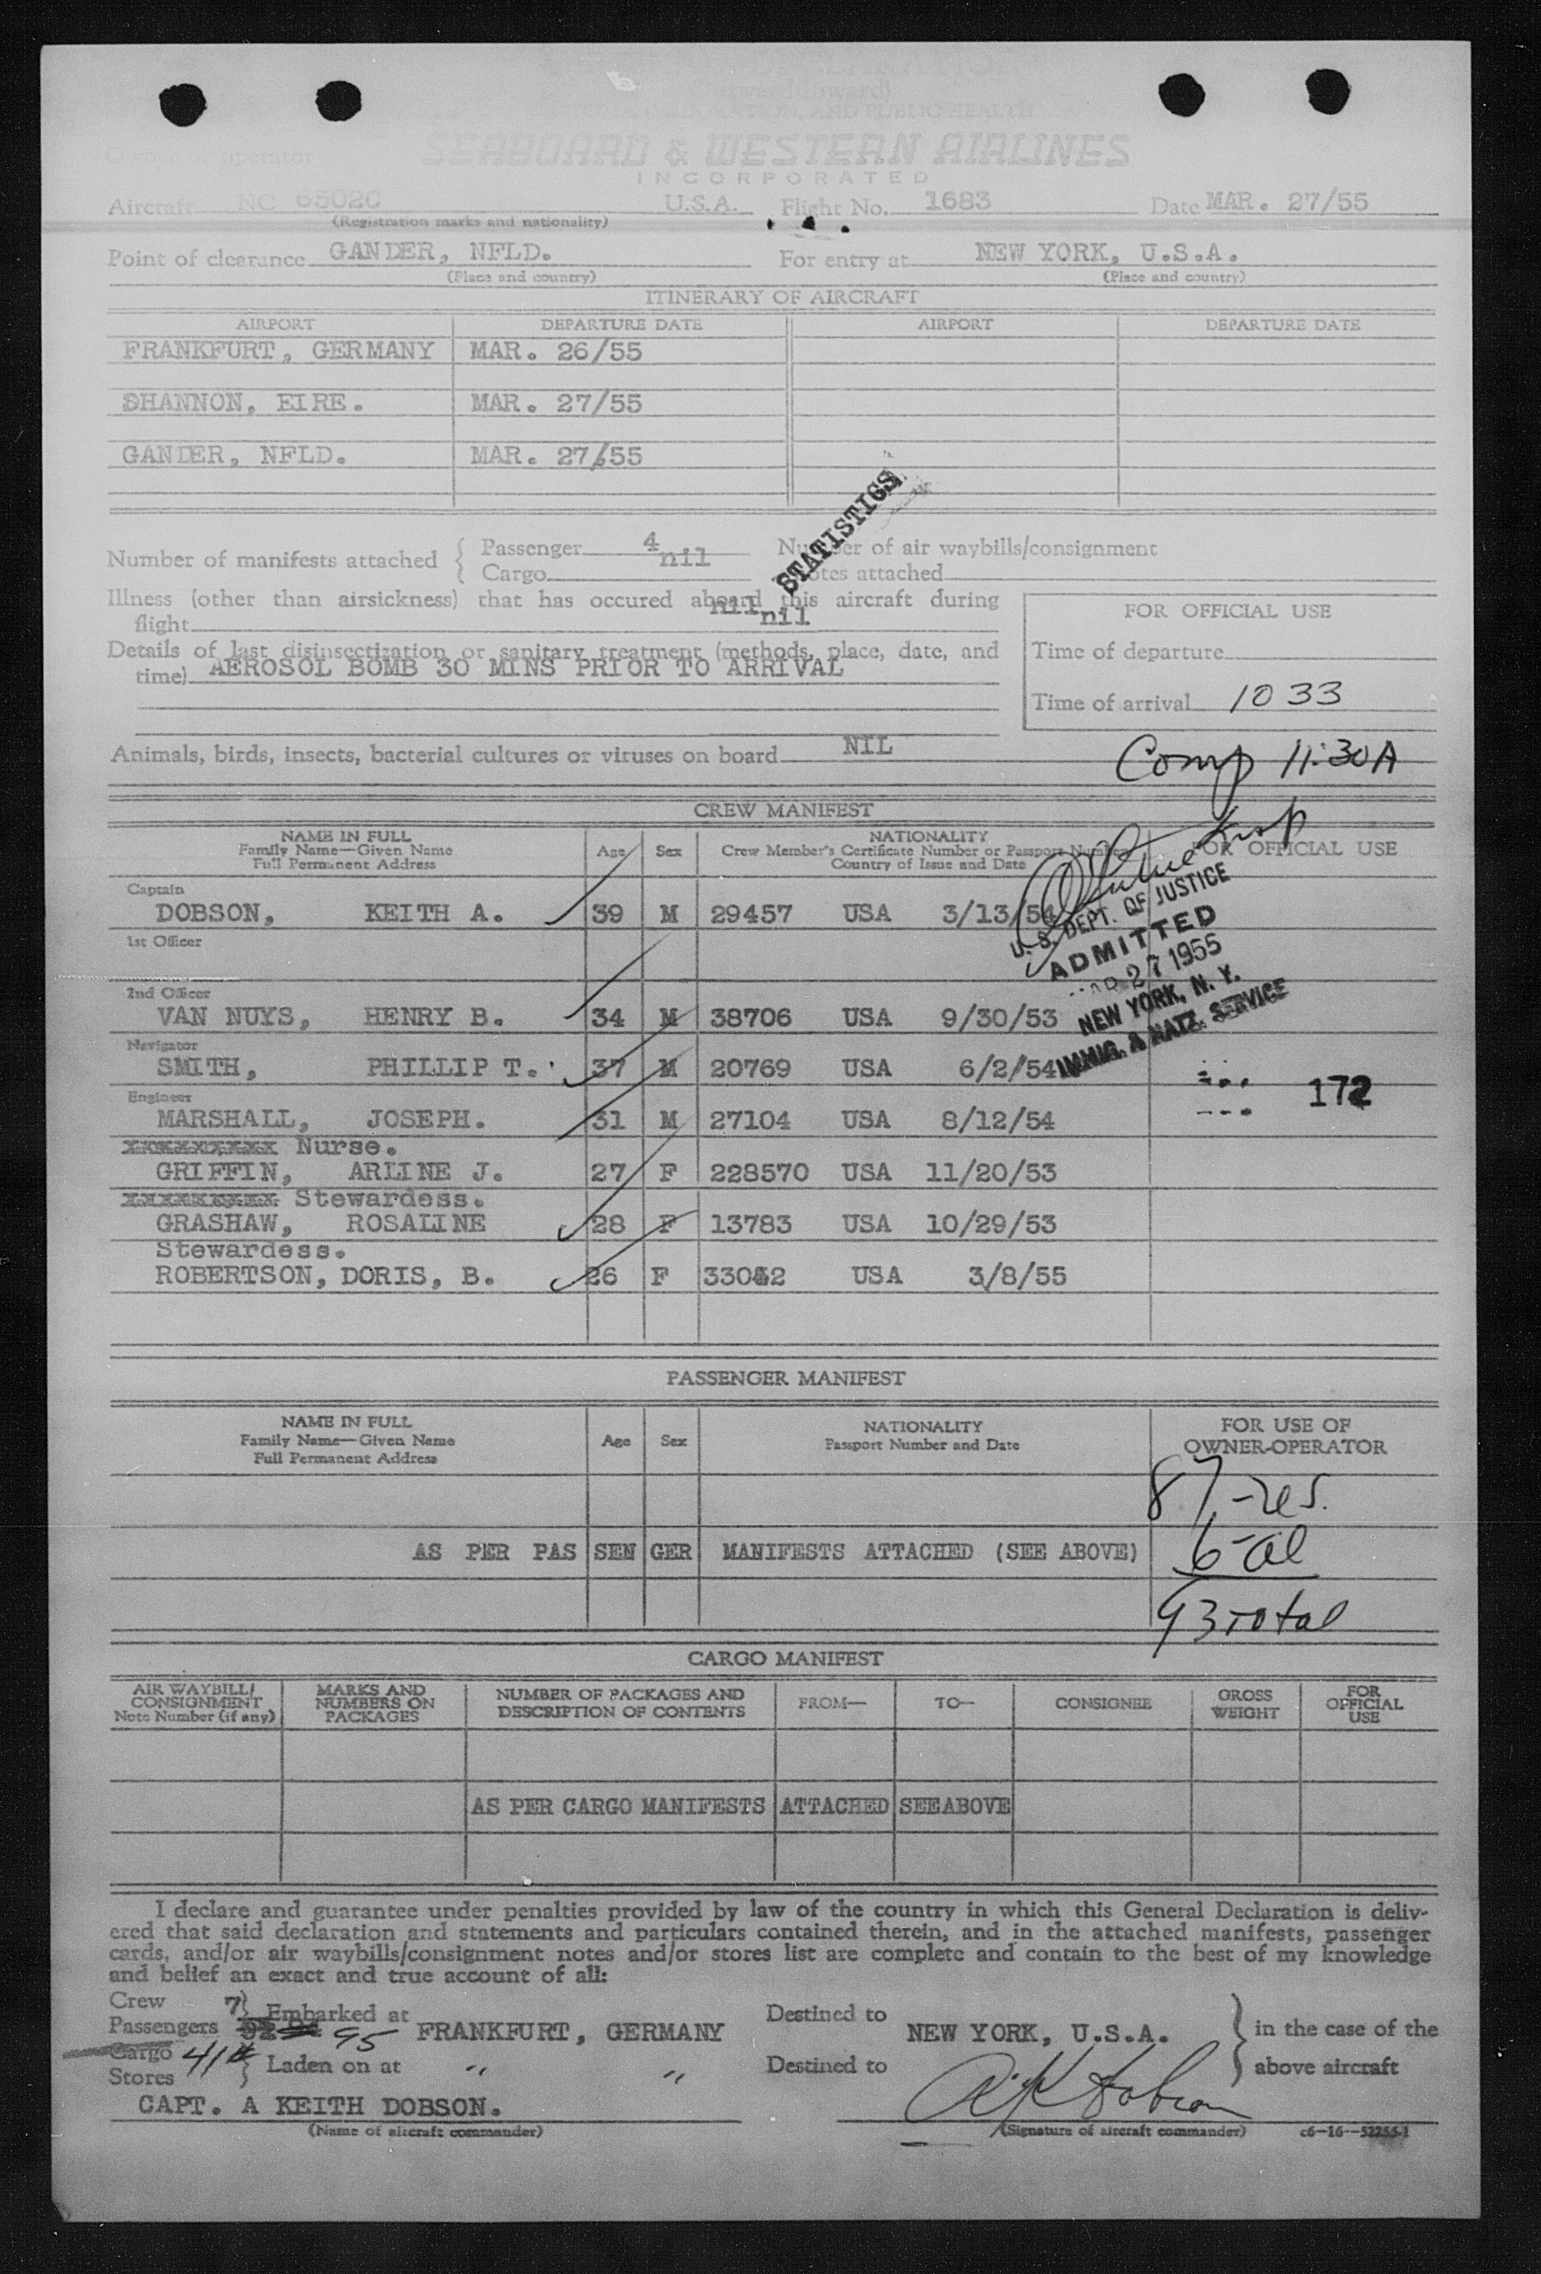 SEABOARD & WESTERN AIRLINES
INCORPORATED
Aircraft NC 6502C U.S.A. Flight No. 1683 Date MAR. 27/55
(Registration marks and nationality)
Point of clearance GANDER, NFLD. For entry at NEW YORK, U.S.A.
(Place and country) (Place and country)
ITINERARY OF AIRCRAFT
AIRPORT DEPARTURE DATE AIRPORT DEPARTURE DATE
FRANKFURT, GERMANY MAR. 26/55
SHANNON, EIRE. MAR. 27/55
GANDER, NFLD. MAR. 27/55
STATISTICS
Number of manifests attached { Passenger 4 Number of air waybills/consignment
Cargo nil notes attached
Illness (other than airsickness) that has occured aboard this aircraft during
flight nil nil
FOR OFFICIAL USE
Details of last disinsectization or sanitary treatment (methods, place, date, and
time) AEROSOL BOMB 30 MINS PRIOR TO ARRIVAL
Time of departure
Time of arrival 1033
Animals, birds, insects, bacterial cultures or viruses on board NIL
Comp 11:30A
CREW MANIFEST
NAME IN FULL
Family Name—Given Name
Full Permanent Address
Age Sex
NATIONALITY
Crew Member's Certificate Number or Passport Number
Country of Issue and Date
FOR OFFICIAL USE
Captain
DOBSON, KEITH A. 39 M 29457 USA 3/13/54
1st Officer
U. S. DEPT. OF JUSTICE
ADMITTED
27 1955
NEW YORK, N. Y.
IMMIG. & NATZ. SERVICE
2nd Officer
VAN NUYS, HENRY B. 34 M 38706 USA 9/30/53
Navigator
SMITH, PHILLIP T. 37 M 20769 USA 6/2/54
172
Engineer
MARSHALL, JOSEPH. 31 M 27104 USA 8/12/54
Nurse.
GRIFFIN, ARLINE J. 27 F 228570 USA 11/20/53
Stewardess.
GRASHAW, ROSALINE 28 F 13783 USA 10/29/53
Stewardess.
ROBERTSON, DORIS, B. 26 F USA 3/8/55
PASSENGER MANIFEST
NAME IN FULL
Family Name—Given Name
Full Permanent Address
Age Sex
NATIONALITY
Passport Number and Date
FOR USE OF
OWNER-OPERATOR
87-res.
AS PER PAS SEN GER MANIFESTS ATTACHED (SEE ABOVE)
6-al
93 total
CARGO MANIFEST
AIR WAYBILL/
CONSIGNMENT
Note Number (if any)
MARKS AND
NUMBERS ON
PACKAGES
NUMBER OF PACKAGES AND
DESCRIPTION OF CONTENTS
FROM— TO— CONSIGNEE
GROSS
WEIGHT
FOR
OFFICIAL
USE
AS PER CARGO MANIFESTS ATTACHED SEE ABOVE
I declare and guarantee under penalties provided by law of the country in which this General Declaration is deliv-
ered that said declaration and statements and particulars contained therein, and in the attached manifests, passenger
cards, and/or air waybills/consignment notes and/or stores list are complete and contain to the best of my knowledge
and belief an exact and true account of all:
Crew 7 } Embarked at FRANKFURT, GERMANY Destined to NEW YORK, U.S.A. } in the case of the
Passengers 95
Cargo 41# } Laden on at " " Destined to above aircraft
Stores
CAPT. A KEITH DOBSON. A K Dobson
(Name of aircraft commander) (Signature of aircraft commander) c6-16-52255-1